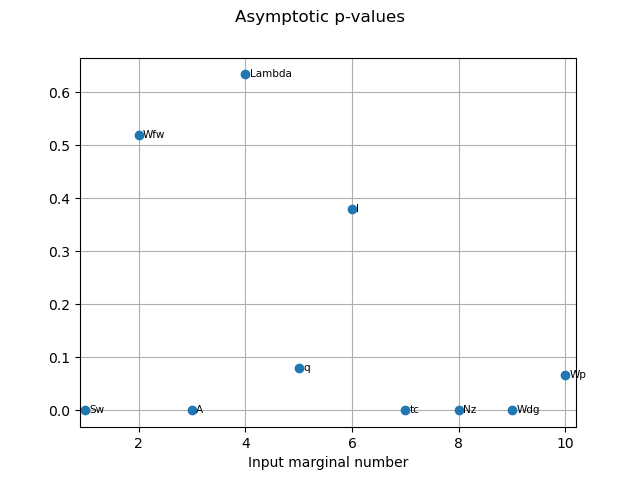 Asymptotic p-values
0.6
0.5
0.4
0.3
0.2
0.1
0.0
Lambda
Wfw
l
q
Wp
Sw
A
tc
Nz
Wdg
2
4
6
8
10
Input marginal number